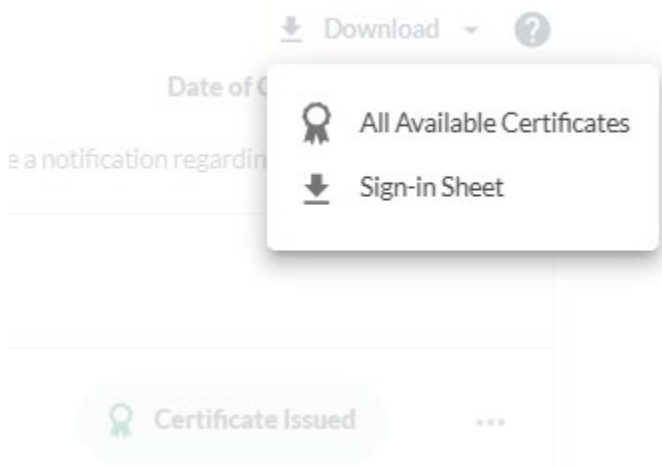 Download
Date of
All Available Certificates
e a notification regardin
Sign-in Sheet
Certificate Issued